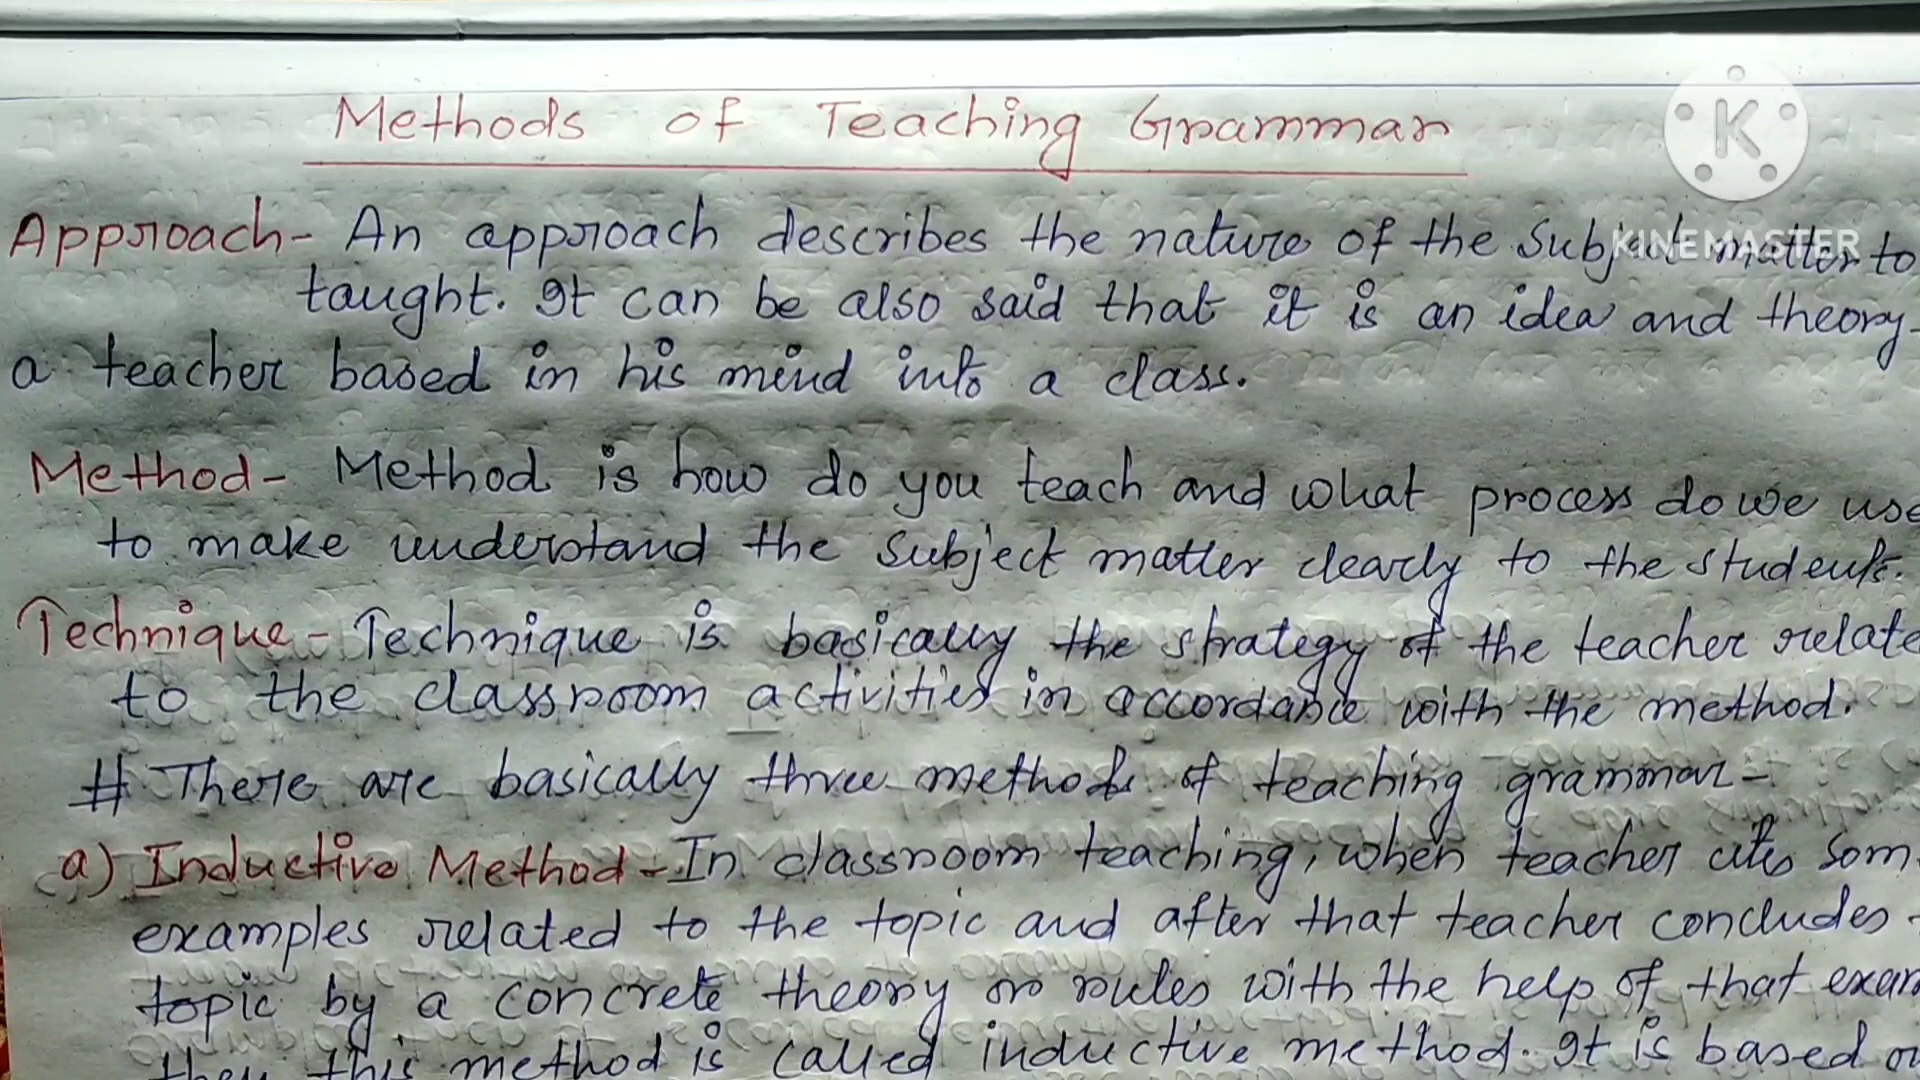 Methods of Teaching Grammar
K
KINEMASTER
Approach- An approach describes the nature of the subject matter to
taught. It can be also said that it is an idea and theory
a teacher based in his mind into a class.
Method- Method is how do you teach and what process do we use
to make understand the subject matter clearly to the students.
Technique- Technique is basically the strategy of the teacher relate
to the classroom activities in accordance with the method.
# There are basically three methods of teaching grammar-
a) Inductive Method- In classroom teaching, when teacher cites som
examples related to the topic and after that teacher concludes
topic by a concrete theory or rules with the help of that exam
then this method is called inductive method. It is based on